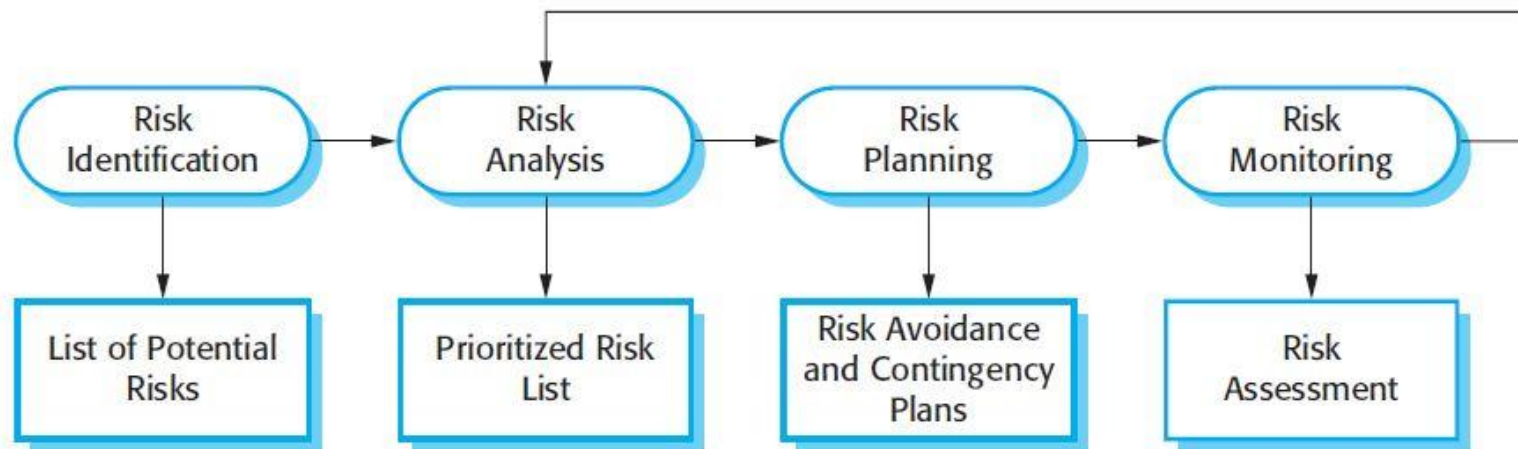 Risk
Identification
Risk
Analysis
Risk
Planning
Risk
Monitoring
List of Potential
Risks
Prioritized Risk
List
Risk Avoidance
and Contingency
Plans
Risk
Assessment